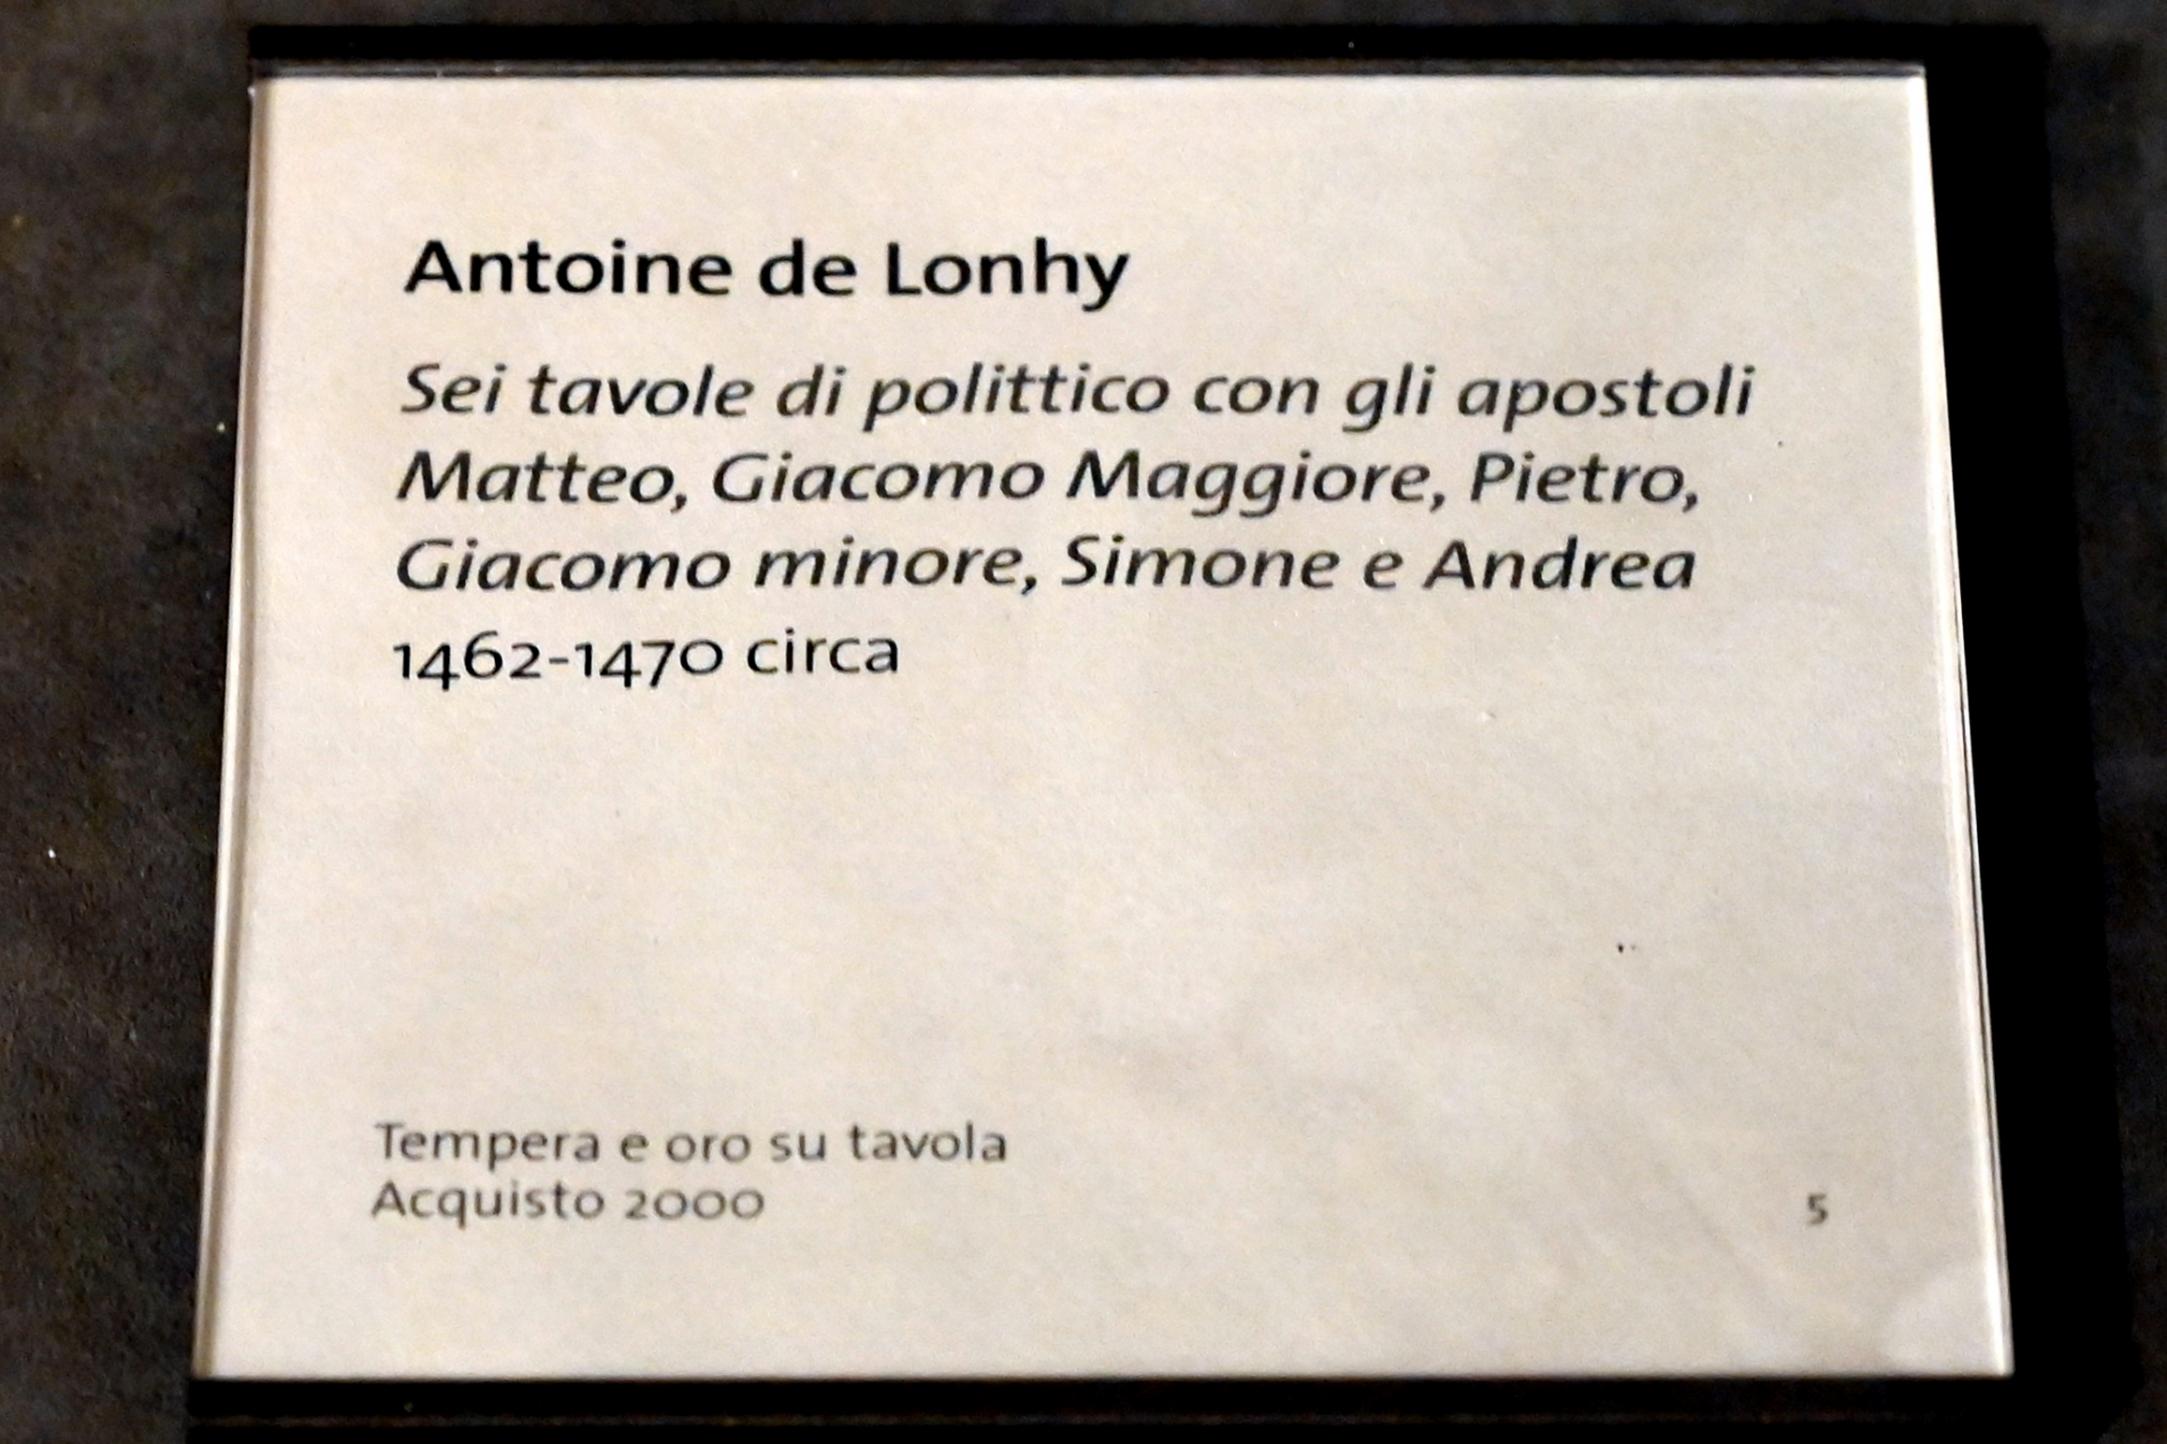 Antoine de Lonhy
Sei tavole di polittico con gli apostoli
Matteo, Giacomo Maggiore, Pietro,
Giacomo minore, Simone e Andrea
1462-1470 circa
Tempera e oro su tavola
Acquisto 2000
5